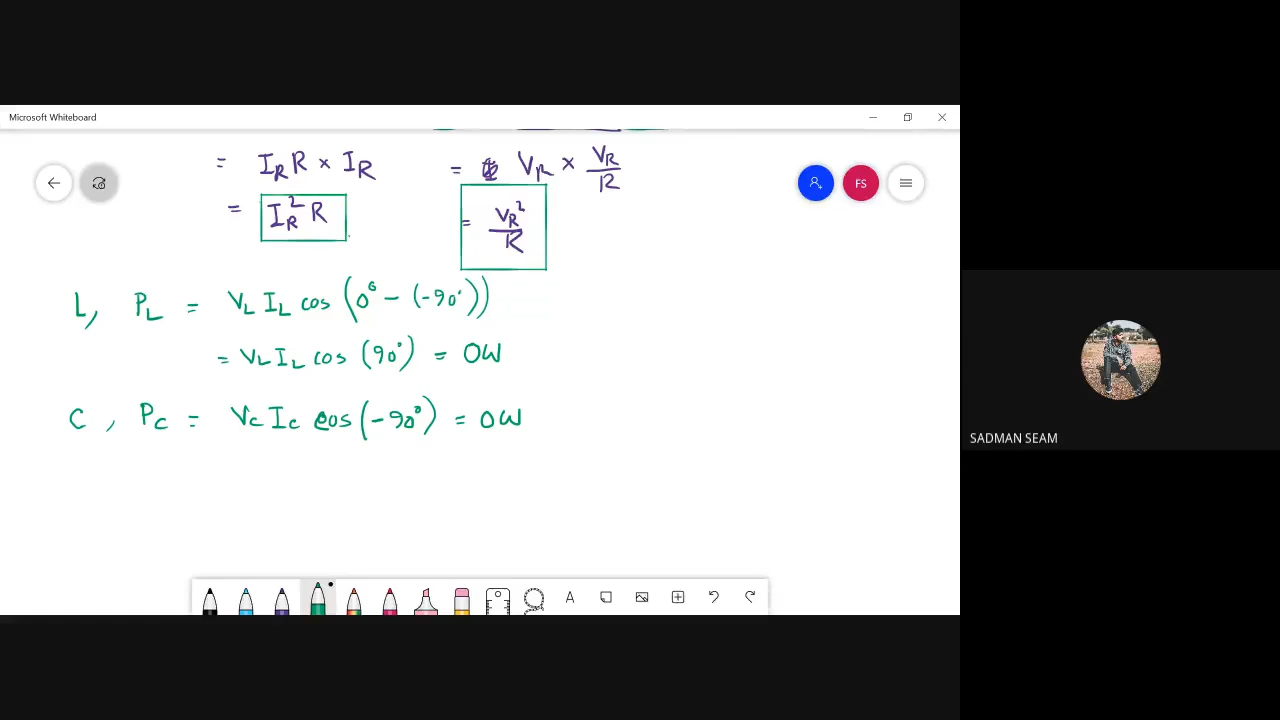 Microsoft Whiteboard
= I_R R × I_R = V_R × V_R/R
= I_R² R = V_R²/R
FS
L, P_L = V_L I_L cos (0° - (-90°))
= V_L I_L cos (90°) = 0W
C, P_C = V_C I_C cos (-90°) = 0W
SADMAN SEAM
A